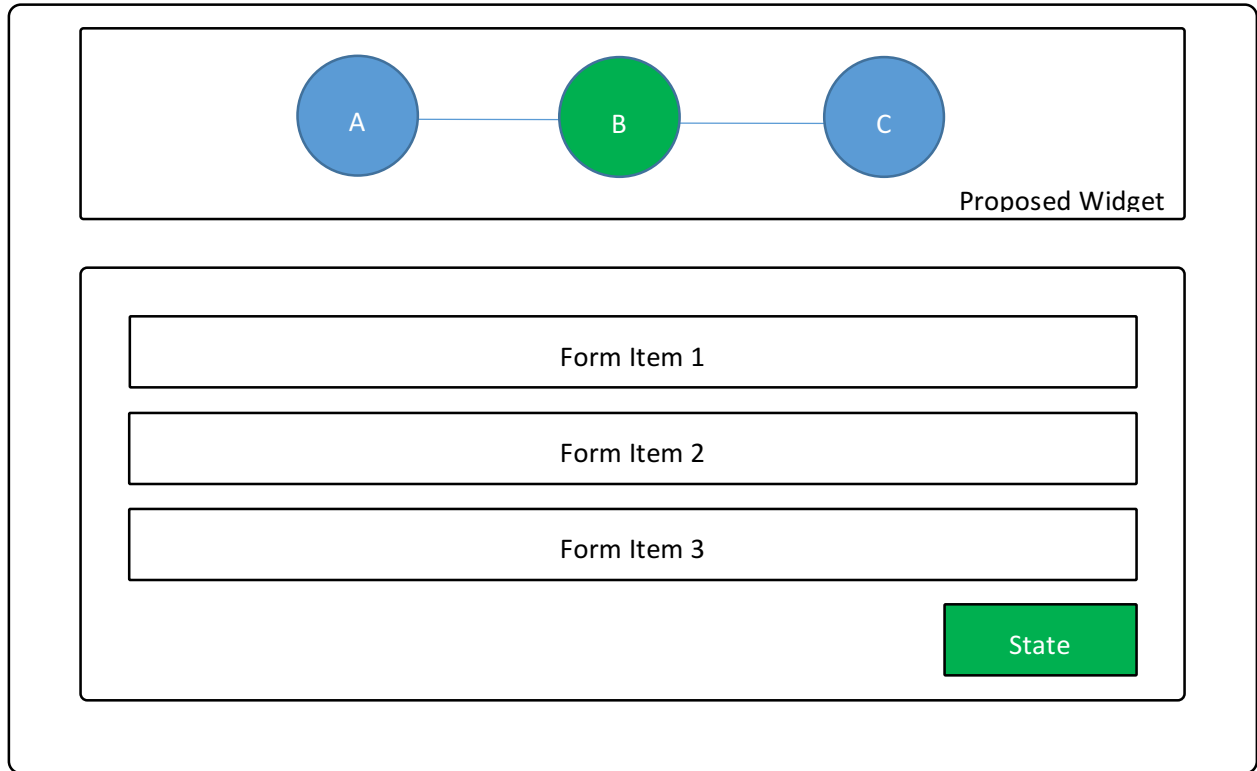 A
B
C
Proposed Widget
Form Item 1
Form Item 2
Form Item 3
State